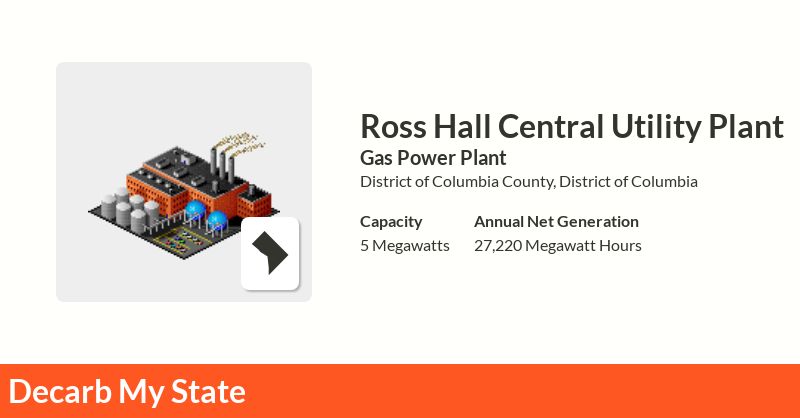 Ross Hall Central Utility Plant
Gas Power Plant
District of Columbia County, District of Columbia
Capacity
Annual Net Generation
5 Megawatts
27,220 Megawatt Hours
Decarb My State